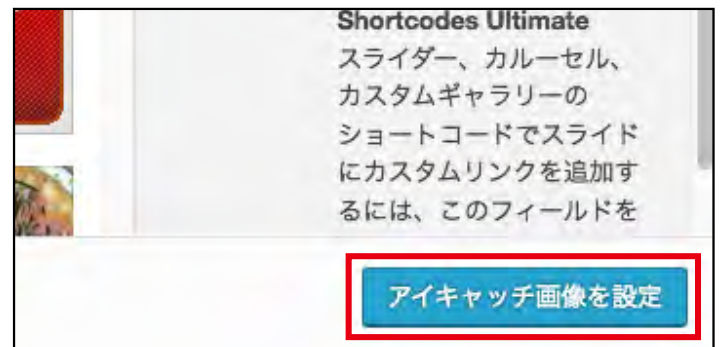 Shortcodes Ultimate
スライダー、カルーセル、
カスタムギャラリーの
ショートコードでスライド
にカスタムリンクを追加す
るには、このフィールドを
アイキャッチ画像を設定